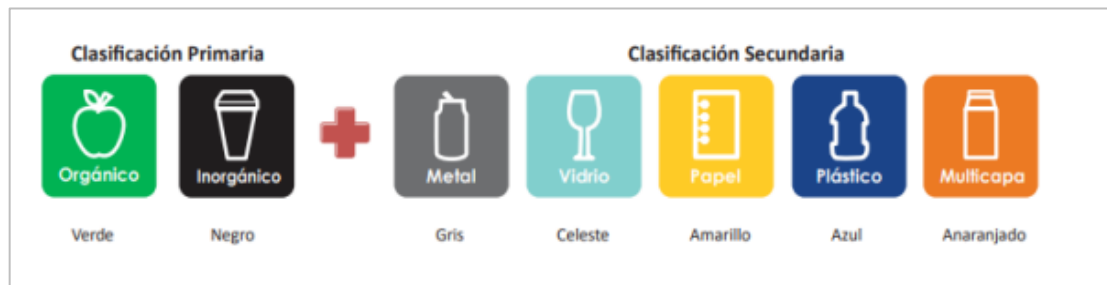 Clasificación Primaria
Clasificación Secundaria
Orgánico
Inorgánico
Metal
Vidrio
Papel
Plástico
Multicapa
Verde
Negro
Gris
Celeste
Amarillo
Azul
Anaranjado